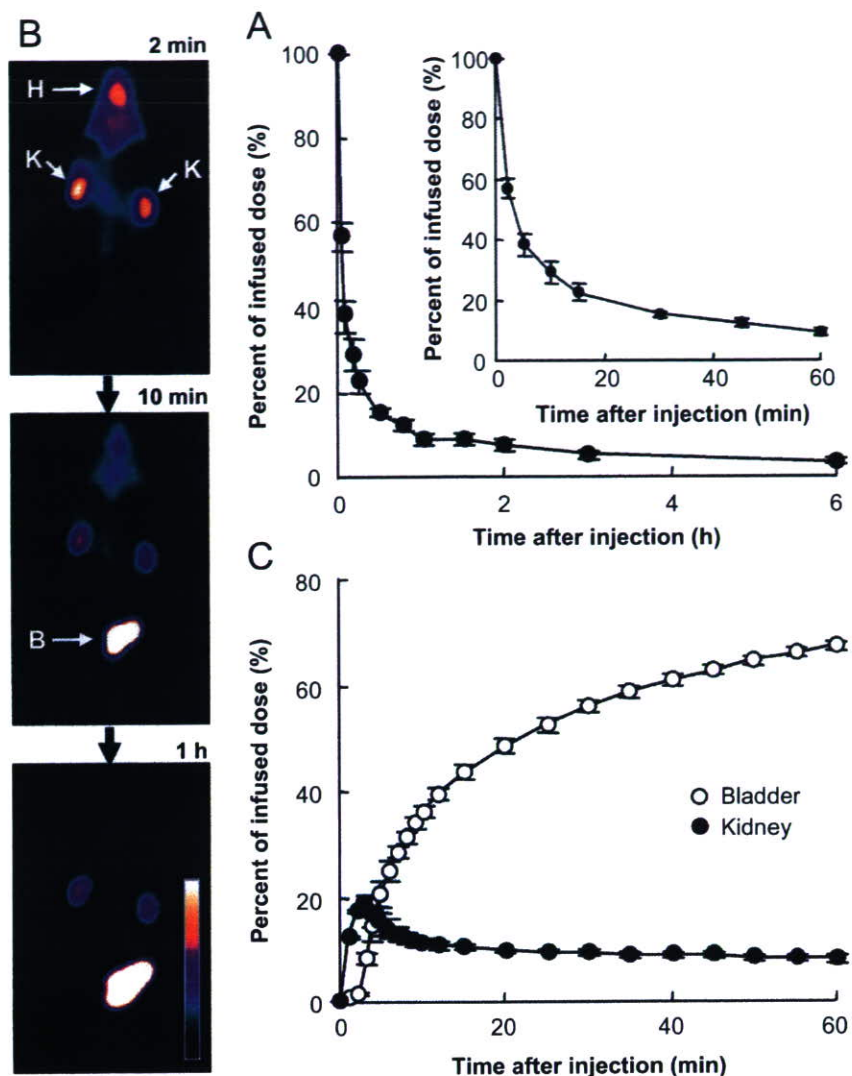 B
2 min
H
K
K
10 min
B
1 h
A
Percent of infused dose (%)
100
80
60
40
20
0
0
2
4
6
Time after injection (h)
Percent of infused dose (%)
100
80
60
40
20
0
0
20
40
60
Time after injection (min)
C
Percent of infused dose (%)
80
60
40
20
0
Bladder
Kidney
0
20
40
60
Time after injection (min)